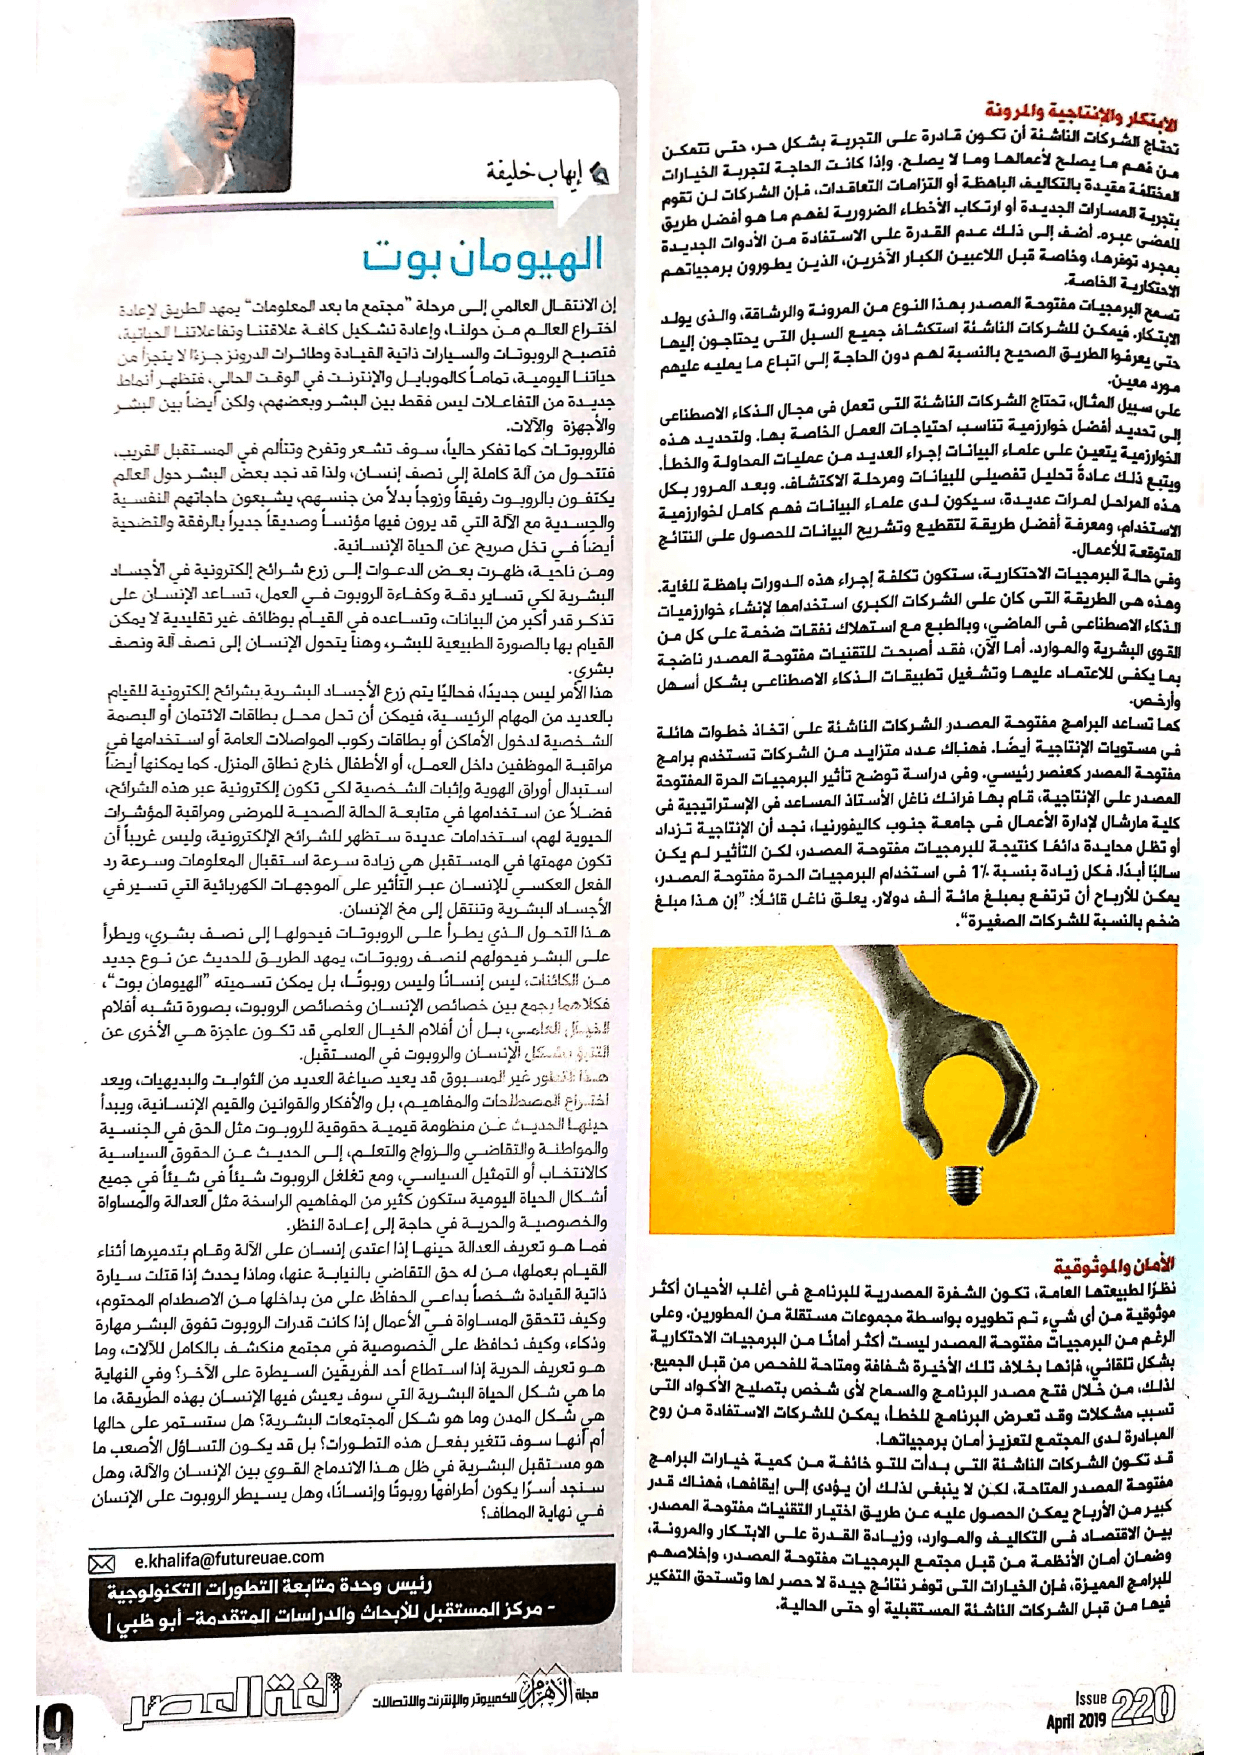 الابتكار والإنتاجية والمرونة
تحتاج الشركات الناشئة أن تكون قادرة على التجربة بشكل حر، حتى تتمكن
من فهم ما يصلح لأعمالها وما لا يصلح. وإذا كانت الحاجة لتجربة الخيارات
المختلفة مقيدة بالتكاليف الباهظة أو التزامات التعاقدات، فإن الشركات لن تقوم
بتجربة المسارات الجديدة أو ارتكاب الأخطاء الضرورية لفهم ما هو أفضل طريق
للمضى عبره. أضف إلى ذلك عدم القدرة على الاستفادة من الأدوات الجديدة
بمجرد توفرها، وخاصة قبل اللاعبين الكبار الآخرين، الذين يطورون برمجياتهم
الاحتكارية الخاصة.
تسمح البرمجيات مفتوحة المصدر بهذا النوع من المرونة والرشاقة، والذى يولد
الابتكار. فيمكن للشركات الناشئة استكشاف جميع السبل التى يحتاجون إليها
حتى يعرفوا الطريق الصحيح بالنسبة لهم دون الحاجة إلى اتباع ما يمليه عليهم
مورد معين.
على سبيل المثال، تحتاج الشركات الناشئة التى تعمل فى مجال الذكاء الاصطناعى
إلى تحديد أفضل خوارزمية تناسب احتياجات العمل الخاصة بها. ولتحديد هذه
الخوارزمية يتعين على علماء البيانات إجراء العديد من عمليات المحاولة والخطأ.
ويتبع ذلك عادةً تحليل تفصيلى للبيانات ومرحلة الاكتشاف. وبعد المرور بكل
هذه المراحل لمرات عديدة، سيكون لدى علماء البيانات فهم كامل لخوارزمية
الاستخدام، ومعرفة أفضل طريقة لتقطيع وتشريح البيانات للحصول على النتائج
المتوقعة للأعمال.
وفى حالة البرمجيات الاحتكارية، ستكون تكلفة إجراء هذه الدورات باهظة للغاية.
وهذه هى الطريقة التى كان على الشركات الكبرى استخدامها لإنشاء خوارزميات
الذكاء الاصطناعى فى الماضى، وبالطبع مع استهلاك نفقات ضخمة على كل من
القوى البشرية والموارد. أما الآن، فقد أصبحت للتقنيات مفتوحة المصدر ناضجة
بما يكفى للاعتماد عليها وتشغيل تطبيقات الذكاء الاصطناعى بشكل أسهل
وأرخص.
كما تساعد البرامج مفتوحة المصدر الشركات الناشئة على اتخاذ خطوات هائلة
في مستويات الإنتاجية أيضًا. فهناك عدد متزايد من الشركات تستخدم برامج
مفتوحة المصدر كعنصر رئيسي. وفى دراسة توضح تأثير البرمجيات الحرة المفتوحة
المصدر على الإنتاجية، قام بها فرانك ناغل الأستاذ المساعد فى الإستراتيجية فى
كلية مارشال لإدارة الأعمال فى جامعة جنوب كاليفورنيا، نجد أن الإنتاجية تزداد
أو تظل محايدة دائمًا كنتيجة للبرمجيات مفتوحة المصدر، لكن التأثير لم يكن
سالبًا أبدًا. فكل زيادة بنسبة 1٪ فى استخدام البرمجيات الحرة مفتوحة المصدر،
يمكن للأرباح أن ترتفع بمبلغ مائة ألف دولار. يعلق ناغل قائلًا: "إن هذا مبلغ
ضخم بالنسبة للشركات الصغيرة".
الأمان والموثوقية
نظرًا لطبيعتها العامة، تكون الشفرة المصدرية للبرنامج فى أغلب الأحيان أكثر
موثوقية من أى شيء تم تطويره بواسطة مجموعات مستقلة من المطورين. وعلى
الرغم من البرمجيات مفتوحة المصدر ليست أكثر أمانًا من البرمجيات الاحتكارية
بشكل تلقائي، فإنها بخلاف تلك الأخيرة شفافة ومتاحة للفحص من قبل الجميع.
لذلك، من خلال فتح مصدر البرنامج والسماح لأى شخص بتصليح الأكواد التى
تسبب مشكلات وقد تعرض البرنامج للخطأ، يمكن للشركات الاستفادة من روح
المبادرة لدى المجتمع لتعزيز أمان برمجياتها.
قد تكون الشركات الناشئة التى بدأت للتو خائفة من كمية خيارات البرامج
مفتوحة المصدر المتاحة، لكن لا ينبغى لذلك أن يؤدى إلى إيقافها، فهناك قدر
كبير من الأرباح يمكن الحصول عليه عن طريق اختيار التقنيات مفتوحة المصدر.
بين الاقتصاد فى التكاليف والموارد، وزيادة القدرة على الابتكار والمرونة،
وضمان أمان الأنظمة من قبل مجتمع البرمجيات مفتوحة المصدر، وإخلاصهم
للبرامج المميزة، فإن الخيارات التى توفر نتائج جيدة لا حصر لها وتستحق التفكير
فيها من قبل الشركات الناشئة المستقبلية أو حتى الحالية.
إيهاب خليفة
الهيومان بوت
إن الانتقال العالمي إلى مرحلة "مجتمع ما بعد المعلومات" يمهد الطريق لإعادة
اختراع العالم من حولنا، وإعادة تشكيل كافة علاقتنا وتفاعلاتنا الحياتية،
فتصبح الروبوتات والسيارات ذاتية القيادة وطائرات الدرونز جزءًا لا يتجزأ من
حياتنا اليومية، تماماً كالموبايل والإنترنت في الوقت الحالي، فتظهر أنماط
جديدة من التفاعلات ليس فقط بين البشر وبعضهم، ولكن أيضاً بين البشر
والأجهزة والآلات.
فالروبوتات كما تفكر حالياً، سوف تشعر وتفرح وتتألم في المستقبل القريب،
فتتحول من آلة كاملة إلى نصف إنسان، ولذا قد نجد بعض البشر حول العالم
يكتفون بالروبوت رفيقاً وزوجاً بدلاً من جنسهم، يشبعون حاجاتهم النفسية
والجسدية مع الآلة التي قد يرون فيها مؤنساً وصديقاً جديراً بالرفقة والتضحية
أيضاً في تخل صريح عن الحياة الإنسانية.
ومن ناحية، ظهرت بعض الدعوات إلى زرع شرائح إلكترونية في الأجساد
البشرية لكي تساير دقة وكفاءة الروبوت في العمل، تساعد الإنسان على
تذكر قدر أكبر من البيانات، وتساعده في القيام بوظائف غير تقليدية لا يمكن
القيام بها بالصورة الطبيعية للبشر، وهنا يتحول الإنسان إلى نصف آلة ونصف
بشري.
هذا الأمر ليس جديدًا، فحاليًا يتم زرع الأجساد البشرية بشرائح إلكترونية للقيام
بالعديد من المهام الرئيسية، فيمكن أن تحل محل بطاقات الائتمان أو البصمة
الشخصية لدخول الأماكن أو بطاقات ركوب المواصلات العامة أو استخدامها في
مراقبة الموظفين داخل العمل، أو الأطفال خارج نطاق المنزل. كما يمكنها أيضاً
استبدال أوراق الهوية وإثبات الشخصية لكي تكون إلكترونية عبر هذه الشرائح،
فضلاً عن استخدامها في متابعة الحالة الصحية للمرضى ومراقبة المؤشرات
الحيوية لهم، استخدامات عديدة ستظهر للشرائح الإلكترونية، وليس غريباً أن
تكون مهمتها في المستقبل هي زيادة سرعة استقبال المعلومات وسرعة رد
الفعل العكسي للإنسان عبر التأثير على الموجهات الكهربائية التي تسير في
الأجساد البشرية وتنتقل إلى مخ الإنسان.
هذا التحول الذي يطرأ على الروبوتات فيحولها إلى نصف بشري، ويطرأ
على البشر فيحولهم لنصف روبوتات، يمهد الطريق للحديث عن نوع جديد
من الكائنات، ليس إنسانًا وليس روبوتًا، بل يمكن تسميته "الهيومان بوت"،
فكلاهما يجمع بين خصائص الإنسان وخصائص الروبوت، بصورة تشبه أفلام
الخيال العلمي، بل أن أفلام الخيال العلمي قد تكون عاجزة هي الأخرى عن
التنبؤ بشكل الإنسان والروبوت في المستقبل.
هذا التطور غير المسبوق قد يعيد صياغة العديد من الثوابت والبديهيات، ويعد
اختراع المصطلحات والمفاهيم، بل والأفكار والقوانين والقيم الإنسانية، ويبدأ
حينها الحديث عن منظومة قيمية حقوقية للروبوت مثل الحق في الجنسية
والمواطنة والتقاضي والزواج والتعلم، إلى الحديث عن الحقوق السياسية
كالانتخاب أو التمثيل السياسي، ومع تغلغل الروبوت شيئاً في شيئاً في جميع
أشكال الحياة اليومية ستكون كثير من المفاهيم الراسخة مثل العدالة والمساواة
والخصوصية والحرية في حاجة إلى إعادة النظر.
فما هو تعريف العدالة حينها إذا اعتدى إنسان على الآلة وقام بتدميرها أثناء
القيام بعملها، من له حق التقاضي بالنيابة عنها، وماذا يحدث إذا قتلت سيارة
ذاتية القيادة شخصاً بداعي الحفاظ على من بداخلها من الاصطدام المحتوم،
وكيف تتحقق المساواة في الأعمال إذا كانت قدرات الروبوت تفوق البشر مهارة
وذكاء، وكيف نحافظ على الخصوصية في مجتمع منكشف بالكامل للآلات، وما
هو تعريف الحرية إذا استطاع أحد الفريقين السيطرة على الآخر؟ وفي النهاية
ما هي شكل الحياة البشرية التي سوف يعيش فيها الإنسان بهذه الطريقة، ما
هي شكل المدن وما هو شكل المجتمعات البشرية؟ هل ستستمر على حالها
أم أنها سوف تتغير بفعل هذه التطورات؟ بل قد يكون التساؤل الأصعب ما
هو مستقبل البشرية في ظل هذا الاندماج القوي بين الإنسان والآلة، وهل
سنجد أسرًا يكون أطرافها روبوتًا وإنسانًا، وهل يسيطر الروبوت على الإنسان
في نهاية المطاف؟
e.khalifa@futureuae.com
رئيس وحدة متابعة التطورات التكنولوجية
- مركز المستقبل للأبحاث والدراسات المتقدمة- أبو ظبي |
Issue 220
April 2019
مجلة الأهرام للكمبيوتر والإنترنت والاتصالات
لغة العصر